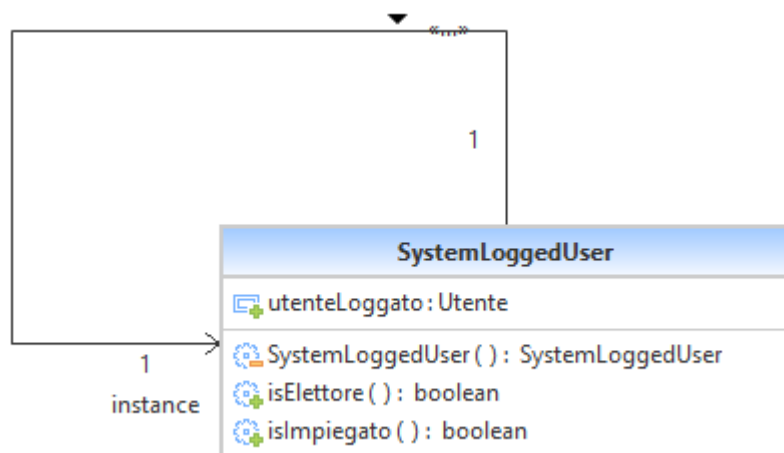 «...»
1
SystemLoggedUser
utenteLoggato : Utente
SystemLoggedUser ( ) : SystemLoggedUser
1
isElettore ( ) : boolean
instance
isImpiegato ( ) : boolean